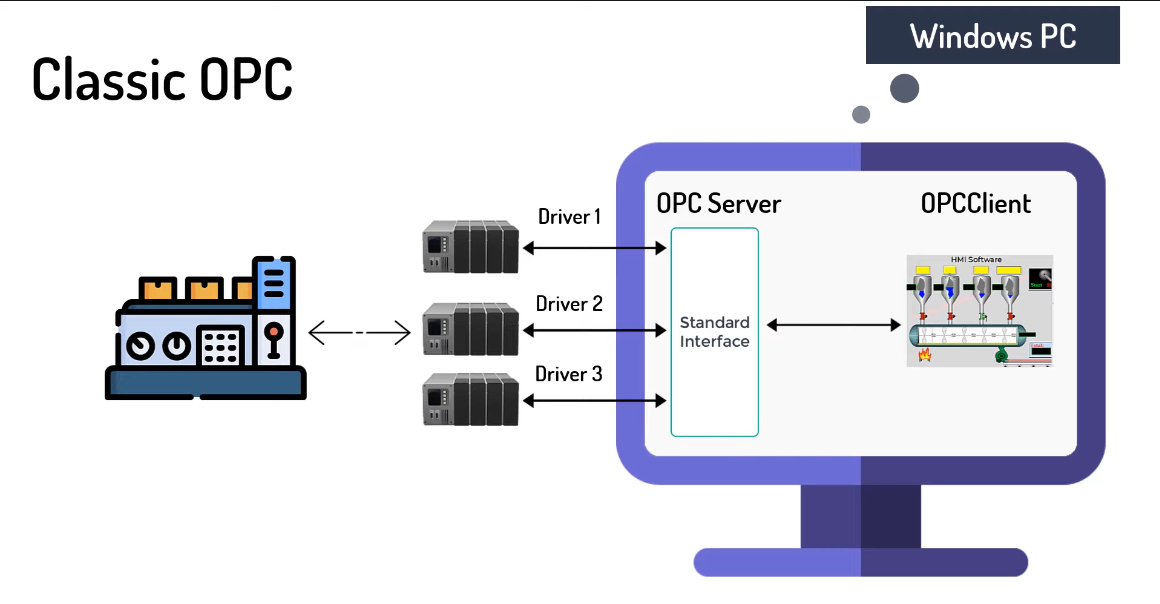 Windows PC
Classic OPC
OPC Server
OPCClient
Driver 1
HMI Software
Driver 2
Standard
Interface
Driver 3